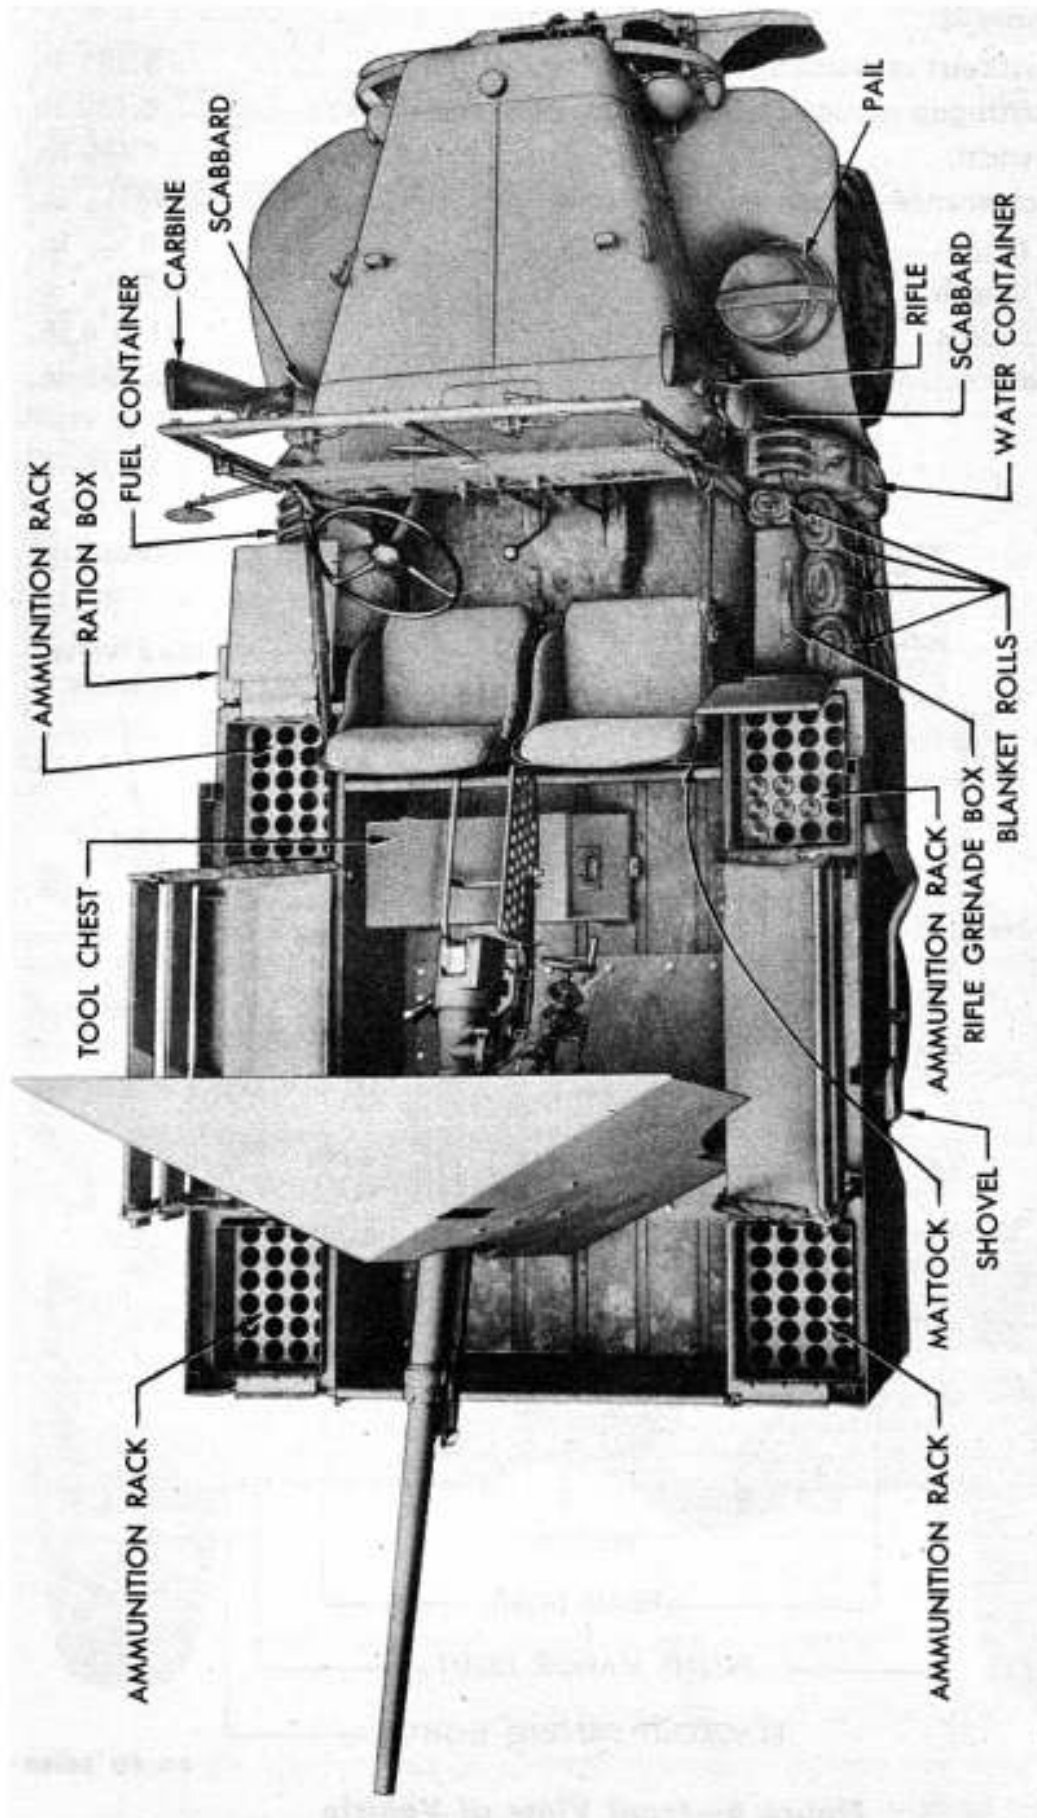 AMMUNITION RACK
TOOL CHEST
AMMUNITION RACK
RATION BOX
FUEL CONTAINER
CARBINE
SCABBARD
PAIL
RIFLE
SCABBARD
WATER CONTAINER
AMMUNITION RACK
MATTOCK
SHOVEL
AMMUNITION RACK
RIFLE GRENADE BOX
BLANKET ROLLS